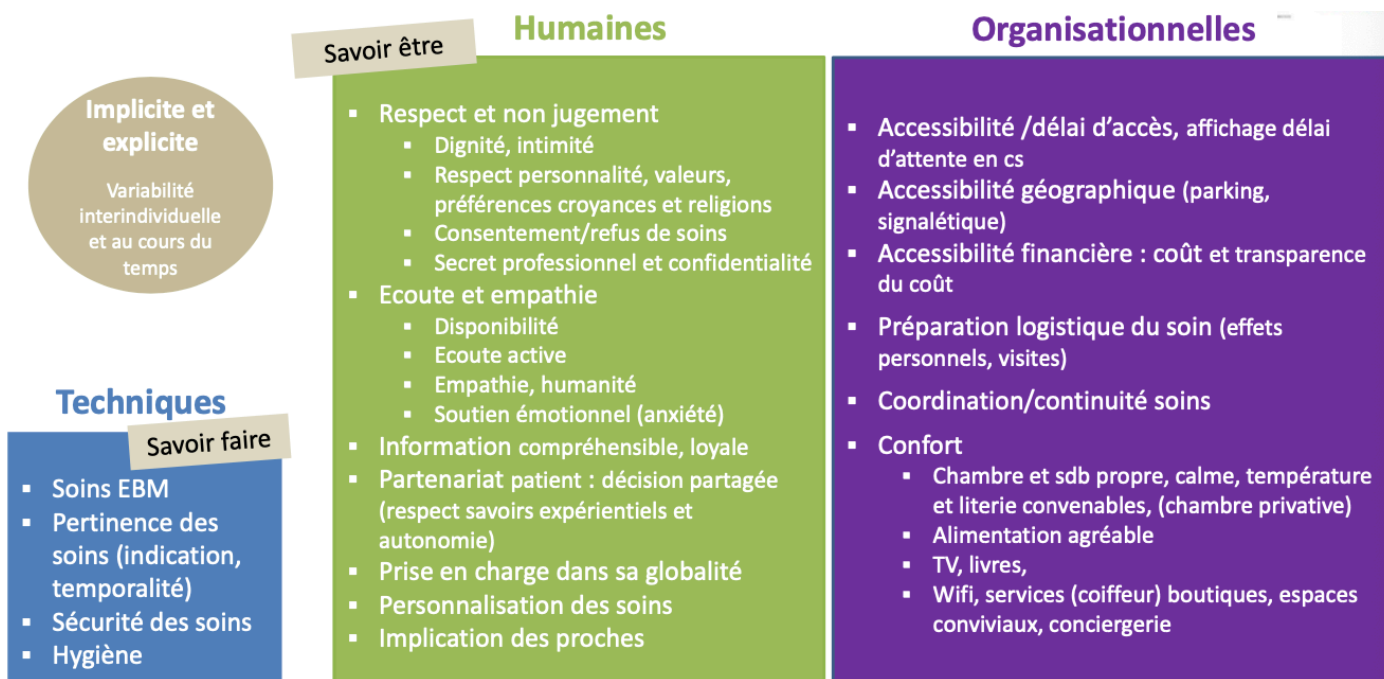 Implicite et
explicite
Variabilité
interindividuelle
et au cours du
temps
Techniques
Savoir faire
▪ Soins EBM
▪ Pertinence des
soins (indication,
temporalité)
▪ Sécurité des soins
▪ Hygiène
Humaines
Savoir être
▪ Respect et non jugement
▪ Dignité, intimité
▪ Respect personnalité, valeurs,
préférences croyances et religions
▪ Consentement/refus de soins
▪ Secret professionnel et confidentialité
▪ Ecoute et empathie
▪ Disponibilité
▪ Ecoute active
▪ Empathie, humanité
▪ Soutien émotionnel (anxiété)
▪ Information compréhensible, loyale
▪ Partenariat patient : décision partagée
(respect savoirs expérientiels et
autonomie)
▪ Prise en charge dans sa globalité
▪ Personnalisation des soins
▪ Implication des proches
Organisationnelles
▪ Accessibilité /délai d’accès, affichage délai
d’attente en cs
▪ Accessibilité géographique (parking,
signalétique)
▪ Accessibilité financière : coût et transparence
du coût
▪ Préparation logistique du soin (effets
personnels, visites)
▪ Coordination/continuité soins
▪ Confort
▪ Chambre et sdb propre, calme, température
et literie convenables, (chambre privative)
▪ Alimentation agréable
▪ TV, livres,
▪ Wifi, services (coiffeur) boutiques, espaces
conviviaux, conciergerie